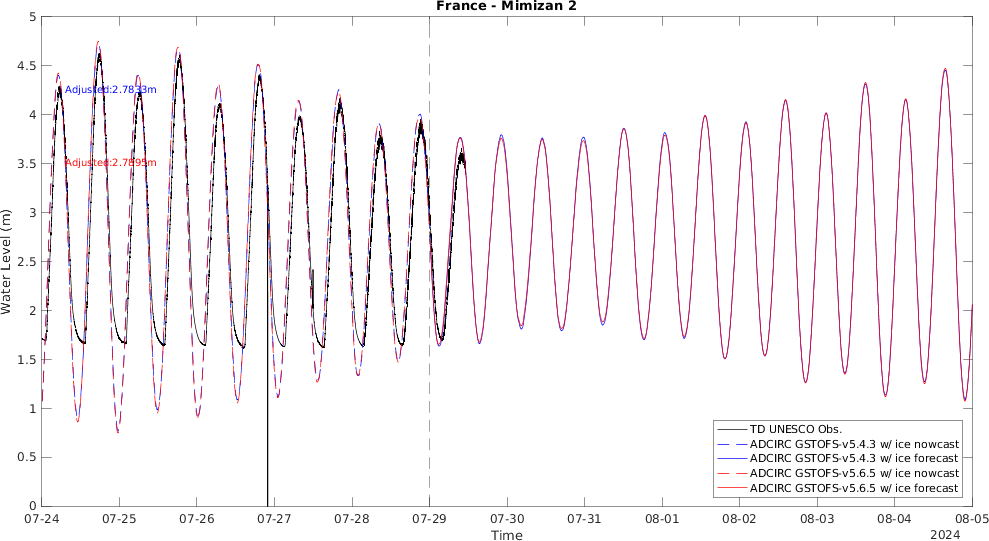 France - Mimizan 2
5
4.5
4
3.5
3
2.5
2
1.5
1
0.5
0
Water Level (m)
Adjusted:2.7833m
Adjusted:2.7895m
TD UNESCO Obs.
ADCIRC GSTOFS-v5.4.3 w/ ice nowcast
ADCIRC GSTOFS-v5.4.3 w/ ice forecast
ADCIRC GSTOFS-v5.6.5 w/ ice nowcast
ADCIRC GSTOFS-v5.6.5 w/ ice forecast
07-24 07-25 07-26 07-27 07-28 07-29 07-30 07-31 08-01 08-02 08-03 08-04 08-05
Time
2024